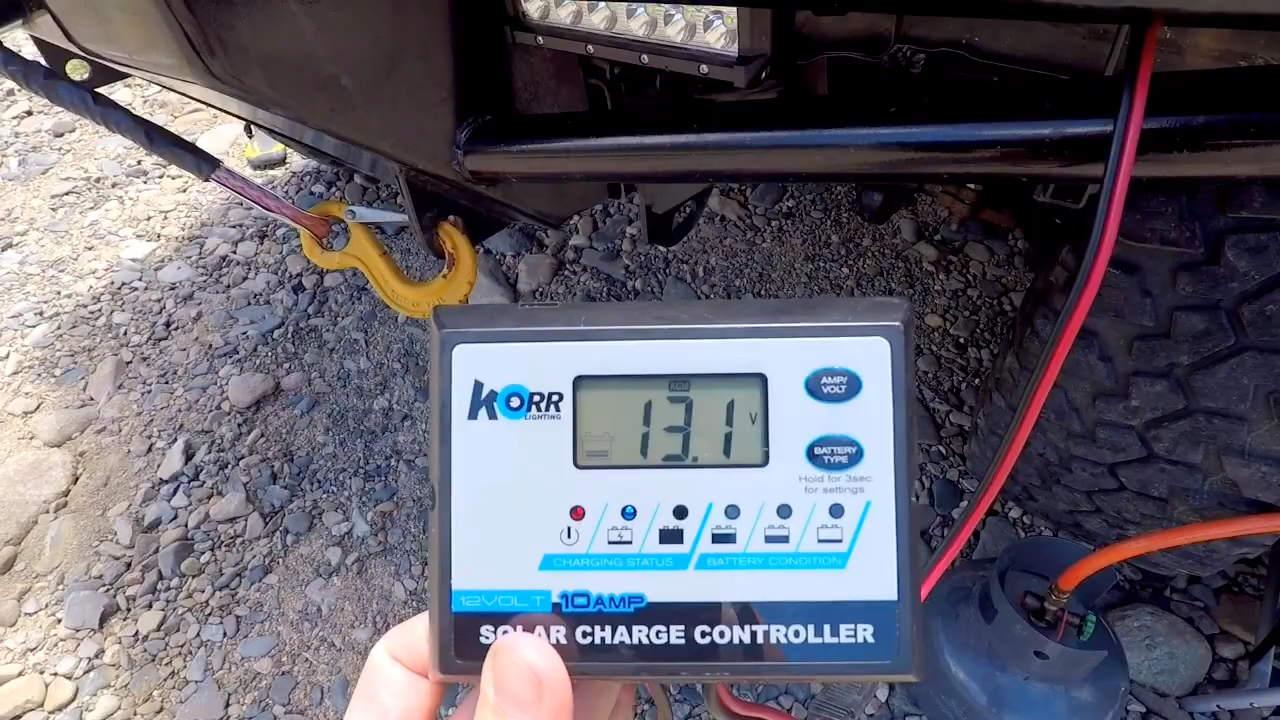 KORR
LIGHTING
AGM
13.1 V
AMP/
VOLT
BATTERY
TYPE
Hold for 3sec
for settings
CHARGING STATUS
BATTERY CONDITION
12VOLT 10AMP
SOLAR CHARGE CONTROLLER